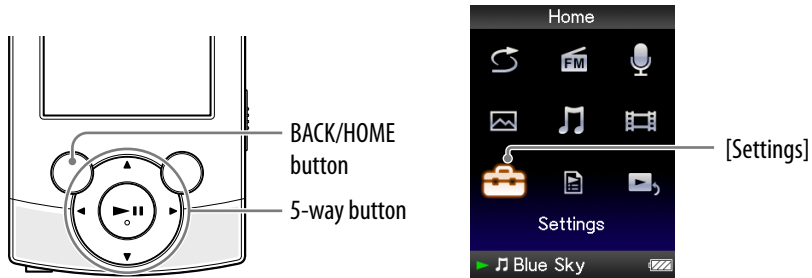 BACK/HOME
button
5-way button
Home
FM
[Settings]
Settings
Blue Sky